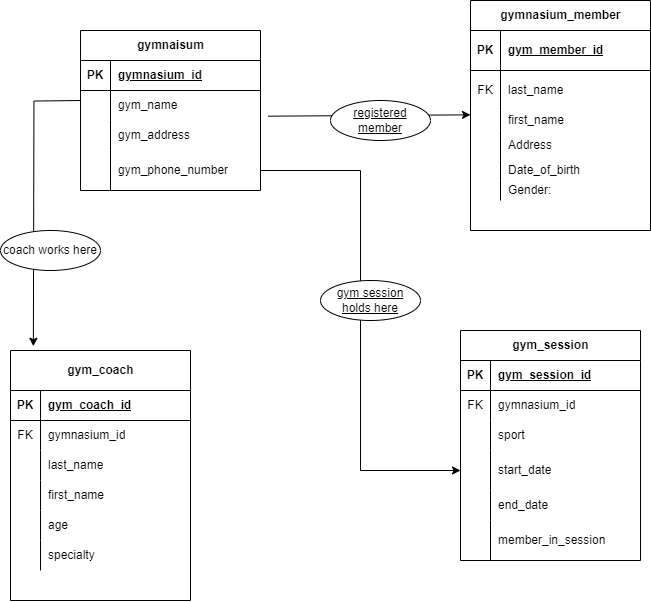 gymnaisum
PK gymnasium_id
gym_name
gym_address
gym_phone_number
registered
member
gymnasium_member
PK gym_member_id
FK last_name
first_name
Address
Date_of_birth
Gender:
coach works here
gym session
holds here
gym_coach
PK gym_coach_id
FK gymnasium_id
last_name
first_name
age
specialty
gym_session
PK gym_session_id
FK gymnasium_id
sport
start_date
end_date
member_in_session